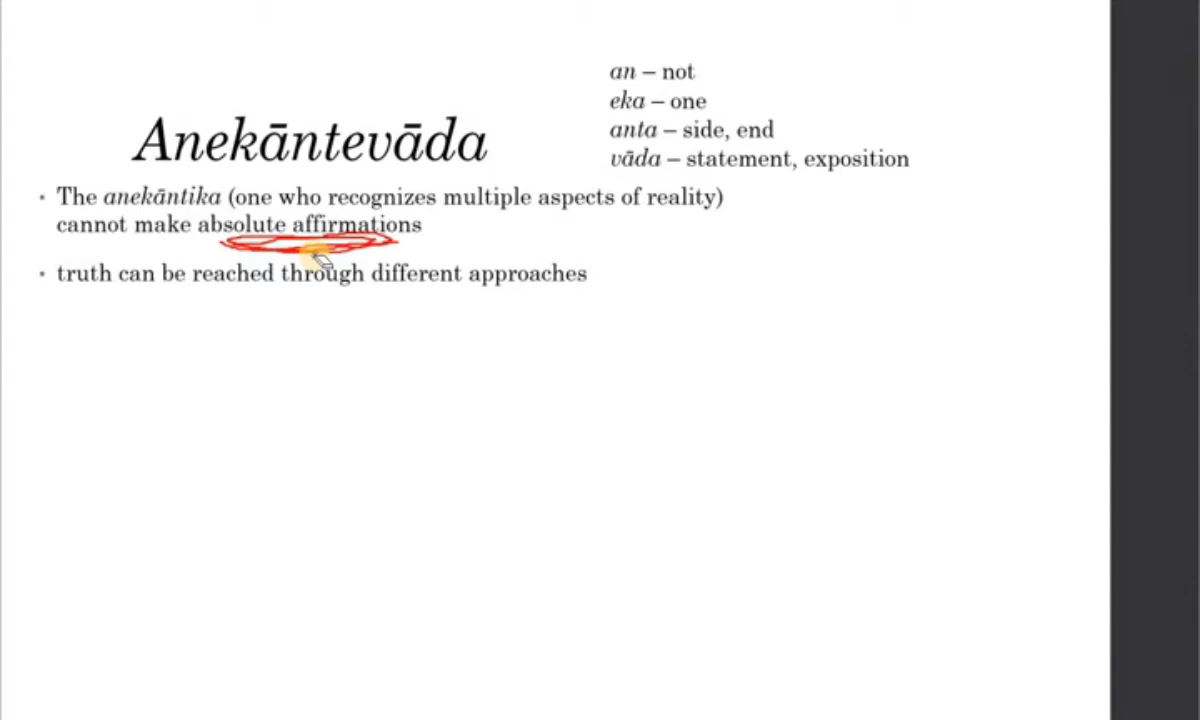 an – not
eka – one
anta – side, end
vāda – statement, exposition
Anekāntevāda
• The anekāntika (one who recognizes multiple aspects of reality)
cannot make absolute affirmations
• truth can be reached through different approaches